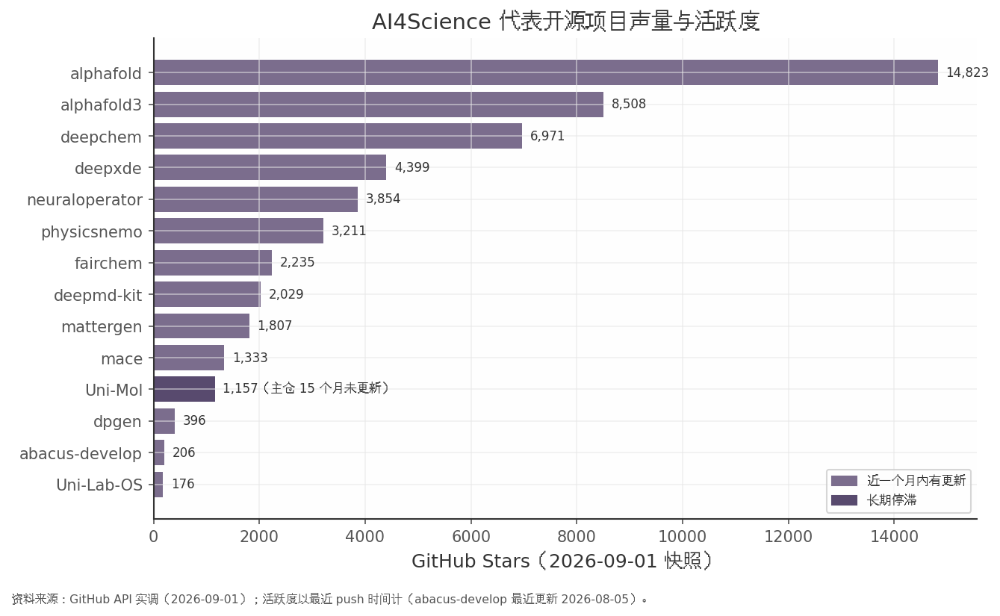 AI4Science 代表开源项目声量与活跃度
alphafold 14,823
alphafold3 8,508
deepchem 6,971
deepxde 4,399
neuraloperator 3,854
physicsnemo 3,211
fairchem 2,235
deepmd-kit 2,029
mattergen 1,807
mace 1,333
Uni-Mol 1,157（主仓 15 个月未更新）
dpgen 396
abacus-develop 206
Uni-Lab-OS 176
近一个月内有更新
长期停滞
0 2000 4000 6000 8000 10000 12000 14000
GitHub Stars（2026-09-01 快照）
资料来源：GitHub API 实调（2026-09-01）；活跃度以最近 push 时间计（abacus-develop 最近更新 2026-08-05）。